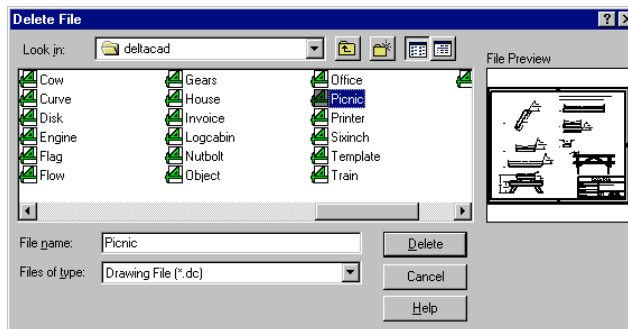 Delete File
Look in:
deltacad
File Preview
Cow
Curve
Disk
Engine
Flag
Flow
Gears
House
Invoice
Logcabin
Nutbolt
Object
Office
Picnic
Printer
Sixinch
Template
Train
File name:
Picnic
Delete
Files of type:
Drawing File (*.dc)
Cancel
Help